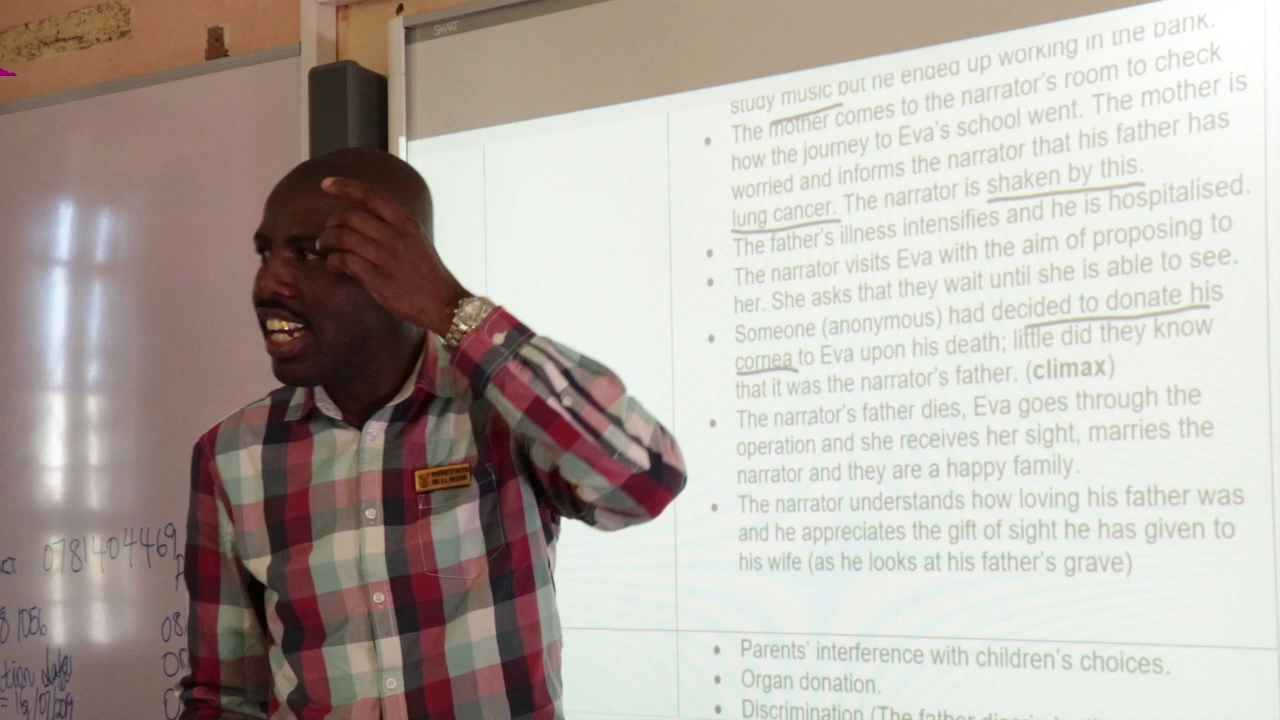 SMART
study music but he ended up working in the bank.
• The mother comes to the narrator's room to check
how the journey to Eva's school went. The mother is
worried and informs the narrator that his father has
lung cancer. The narrator is shaken by this.
• The father's illness intensifies and he is hospitalised.
• The narrator visits Eva with the aim of proposing to
her. She asks that they wait until she is able to see.
• Someone (anonymous) had decided to donate his
cornea to Eva upon his death; little did they know
that it was the narrator's father. (climax)
• The narrator's father dies, Eva goes through the
operation and she receives her sight, marries the
narrator and they are a happy family.
• The narrator understands how loving his father was
and he appreciates the gift of sight he has given to
his wife (as he looks at his father's grave)
• Parents' interference with children's choices.
• Organ donation.
• Discrimination (The father
0781404469
1056
08